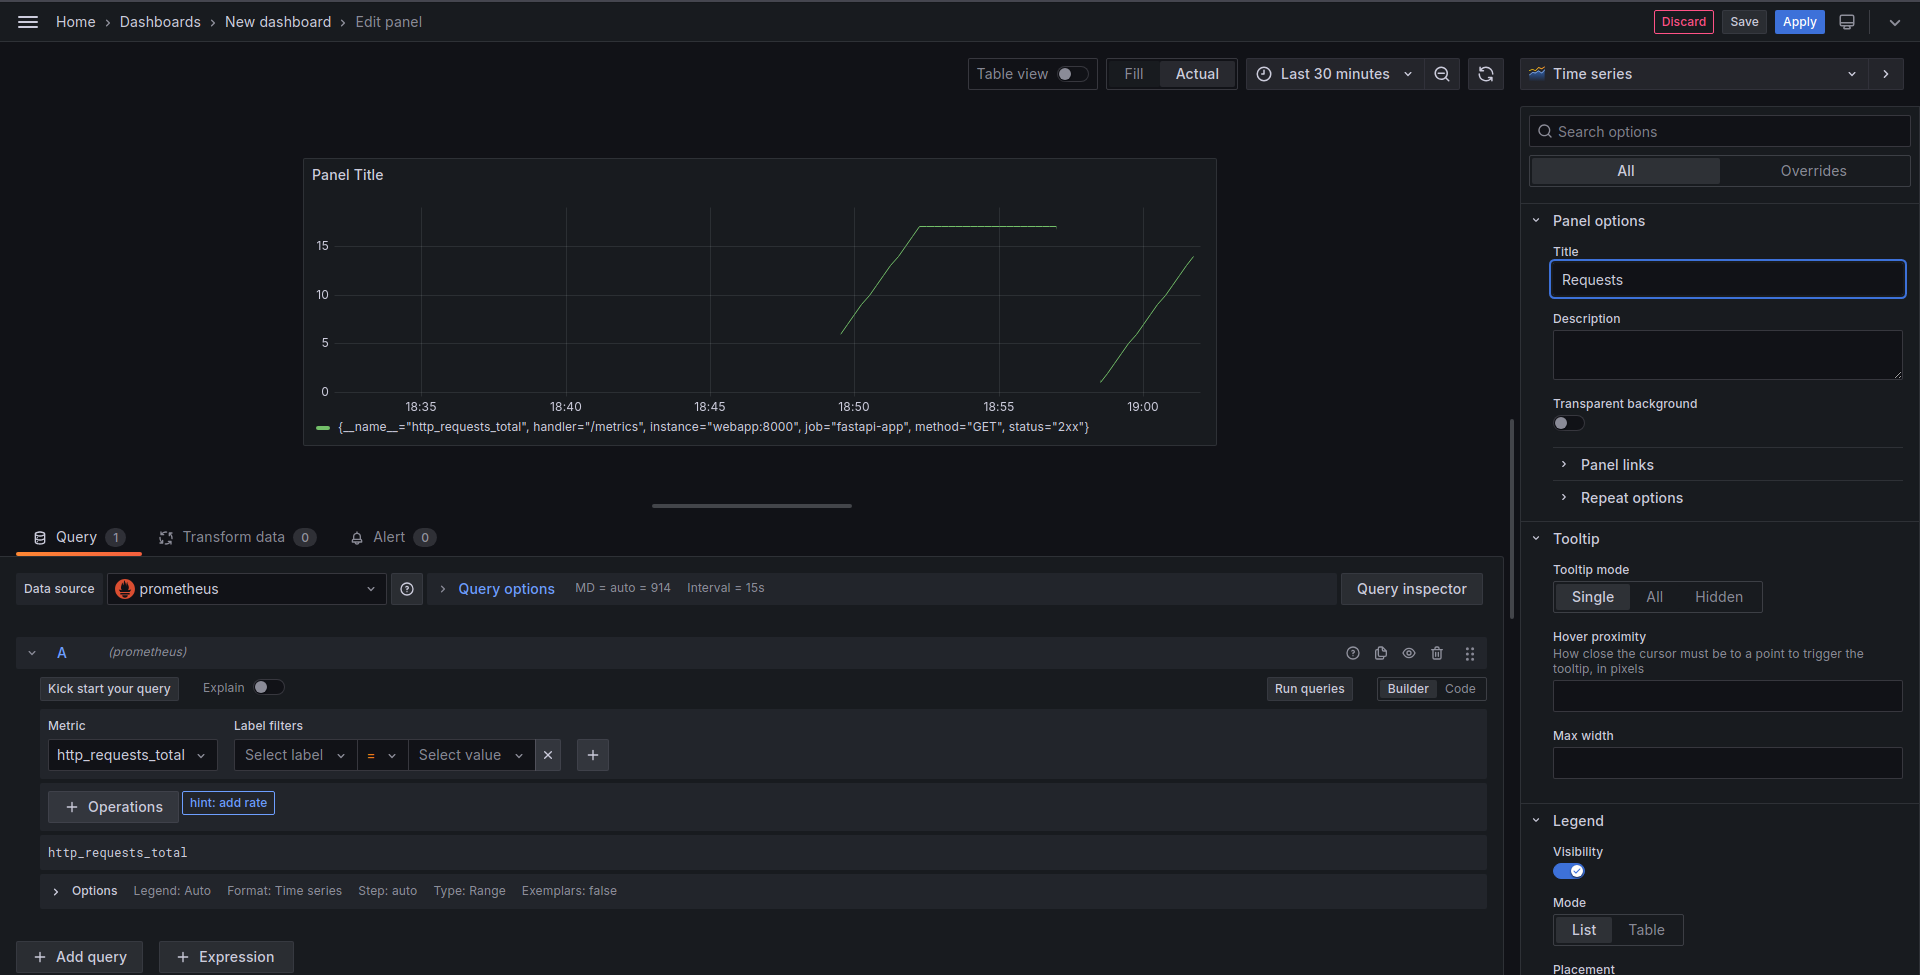 Home › Dashboards › New dashboard › Edit panel
Discard Save Apply
Table view Fill Actual Last 30 minutes Time series
Search options
All Overrides
Panel Title
15
10
5
0
18:35 18:40 18:45 18:50 18:55 19:00
{__name__="http_requests_total", handler="/metrics", instance="webapp:8000", job="fastapi-app", method="GET", status="2xx"}
Panel options
Title
Requests
Description
Transparent background
Panel links
Repeat options
Tooltip
Tooltip mode
Single All Hidden
Hover proximity
How close the cursor must be to a point to trigger the
tooltip, in pixels
Max width
Legend
Visibility
Mode
List Table
Placement
Query 1 Transform data 0 Alert 0
Data source prometheus Query options MD = auto = 914 Interval = 15s Query inspector
A (prometheus)
Kick start your query Explain Run queries Builder Code
Metric Label filters
http_requests_total Select label = Select value
+ Operations hint: add rate
http_requests_total
Options Legend: Auto Format: Time series Step: auto Type: Range Exemplars: false
+ Add query + Expression